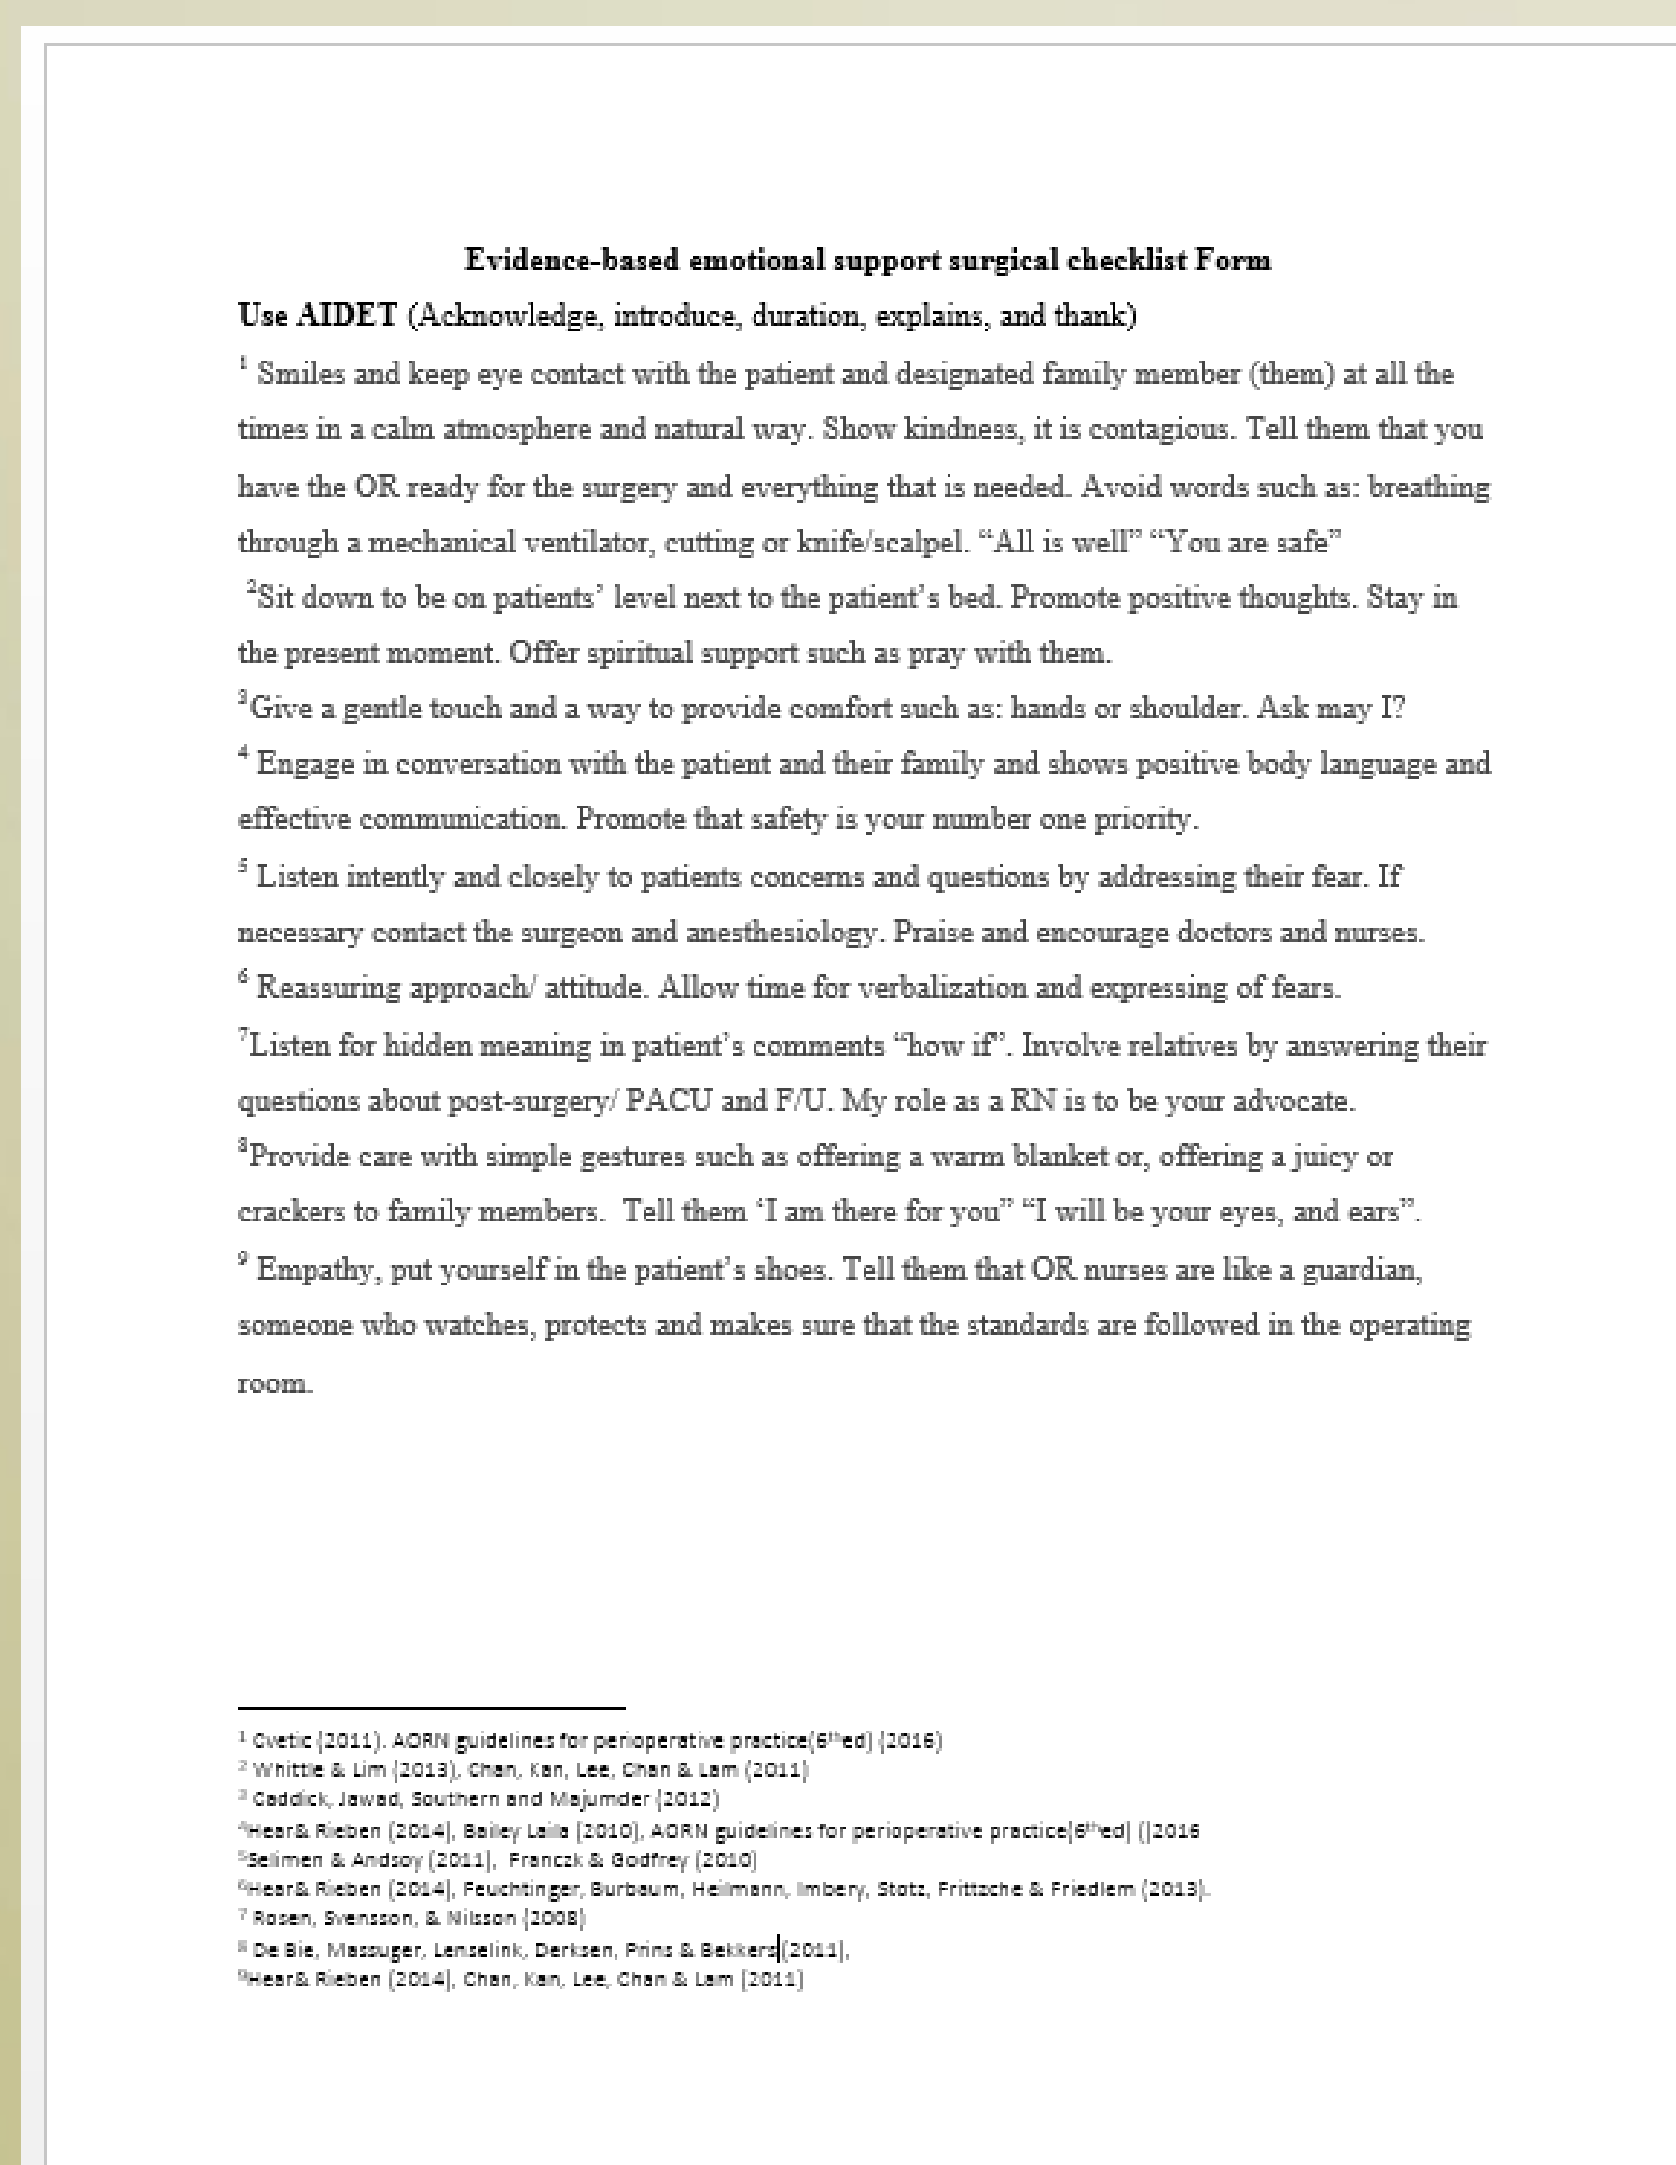 Evidence-based emotional support surgical checklist Form
Use AIDET (Acknowledge, introduce, duration, explains, and thank)
1 Smiles and keep eye contact with the patient and designated family member (them) at all the
times in a calm atmosphere and natural way. Show kindness, it is contagious. Tell them that you
have the OR ready for the surgery and everything that is needed. Avoid words such as: breathing
through a mechanical ventilator, cutting or knife/scalpel. “All is well” “You are safe”
2Sit down to be on patients’ level next to the patient’s bed. Promote positive thoughts. Stay in
the present moment. Offer spiritual support such as pray with them.
3Give a gentle touch and a way to provide comfort such as: hands or shoulder. Ask may I?
4 Engage in conversation with the patient and their family and shows positive body language and
effective communication. Promote that safety is your number one priority.
5 Listen intently and closely to patients concerns and questions by addressing their fear. If
necessary contact the surgeon and anesthesiology. Praise and encourage doctors and nurses.
6 Reassuring approach/ attitude. Allow time for verbalization and expressing of fears.
7Listen for hidden meaning in patient’s comments “how if”. Involve relatives by answering their
questions about post-surgery/ PACU and F/U. My role as a RN is to be your advocate.
8Provide care with simple gestures such as offering a warm blanket or, offering a juicy or
crackers to family members.  Tell them ‘I am there for you” “I will be your eyes, and ears”.
9 Empathy, put yourself in the patient’s shoes. Tell them that OR nurses are like a guardian,
someone who watches, protects and makes sure that the standards are followed in the operating
room.
1 Cvetic (2011). AORN guidelines for perioperative practice(6thed) (2016)
2 Whittle & Lim (2013), Chan, Kan, Lee, Chan & Lam (2011)
3 Caddick, Jawad, Southern and Majumder (2012)
4Hear& Rieben (2014), Bailey Laila (2010), AORN guidelines for perioperative practice(6thed) ()2016
5Selimen & Andsoy (2011),  Franczk & Godfrey (2010)
6Hear& Rieben (2014), Feuchtinger, Burbaum, Heilmann, Imbery, Stotz, Frittzche & Friedlem (2013).
7 Rosen, Svensson, & Nilsson (2008)
8 De Bie, Massuger, Lenselink, Derksen, Prins & Bekkers(2011),
9Hear& Rieben (2014), Chan, Kan, Lee, Chan & Lam (2011)